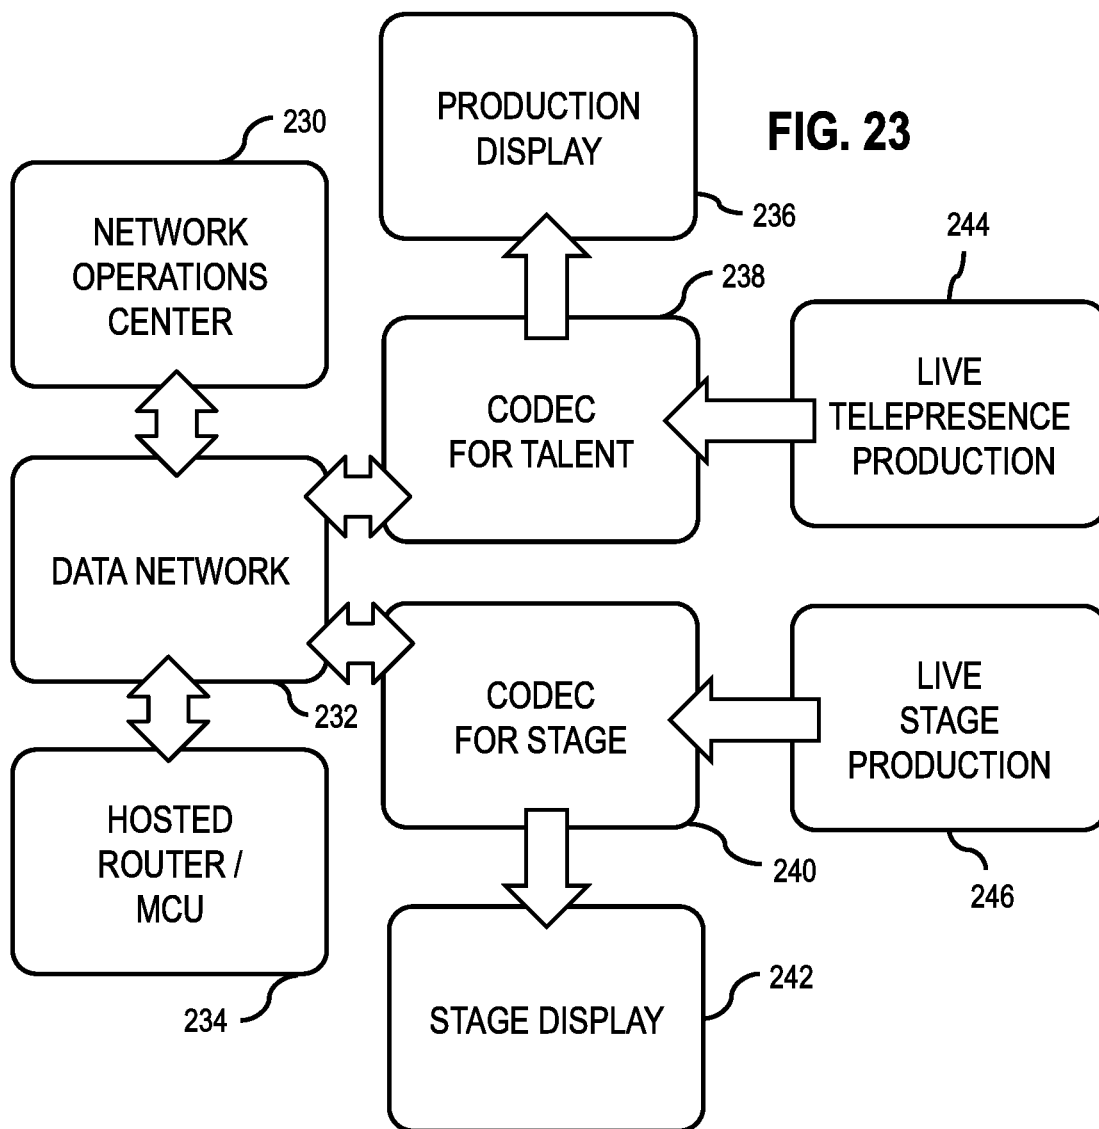 PRODUCTION
DISPLAY
FIG. 23
230
236
NETWORK
OPERATIONS
CENTER
244
238
CODEC
FOR TALENT
LIVE
TELEPRESENCE
PRODUCTION
DATA NETWORK
232
CODEC
FOR STAGE
LIVE
STAGE
PRODUCTION
HOSTED
ROUTER /
MCU
240
246
234
242
STAGE DISPLAY